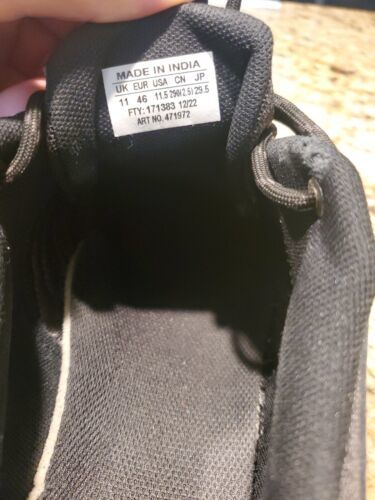 MADE IN INDIA
UK EUR USA CN JP
11 46 11.5 290(2.5) 29.5
FTY: 171383 12/22
ART NO. 471972